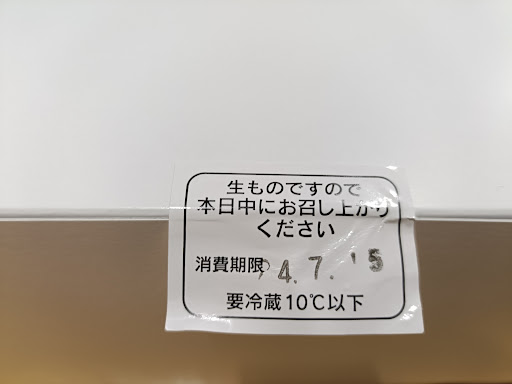 生ものですので
本日中にお召し上がり
ください
消費期限 24.7.15
要冷蔵10℃以下